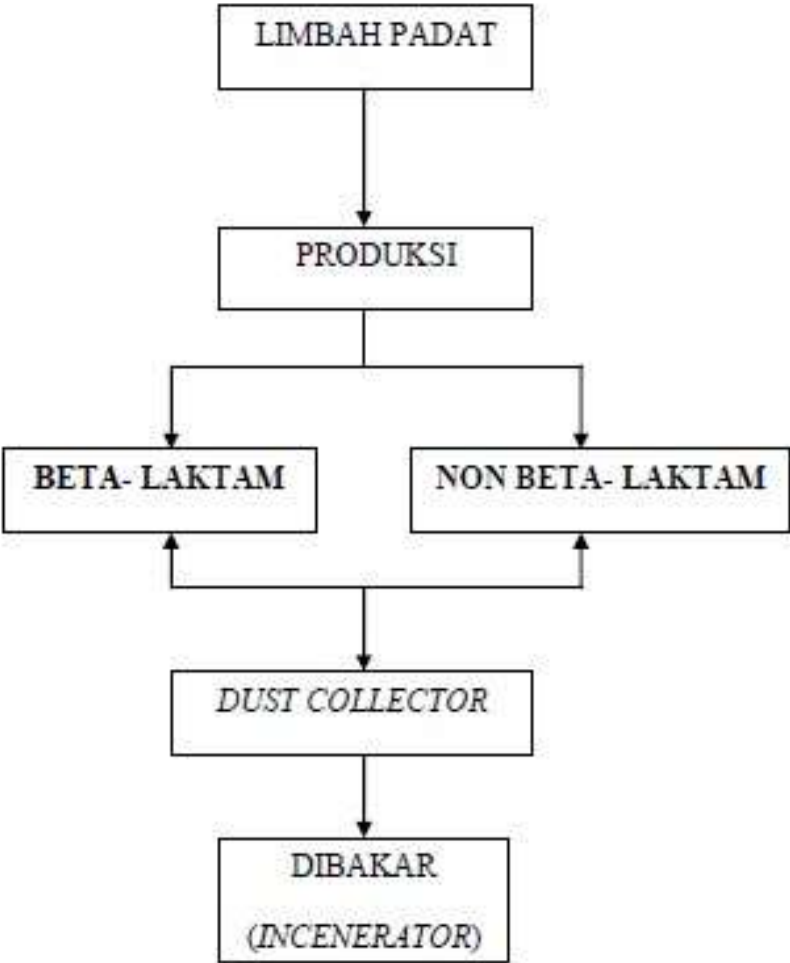 LIMBAH PADAT
PRODUKSI
BETA- LAKTAM
NON BETA- LAKTAM
DUST COLLECTOR
DIBAKAR
(INCENERATOR)